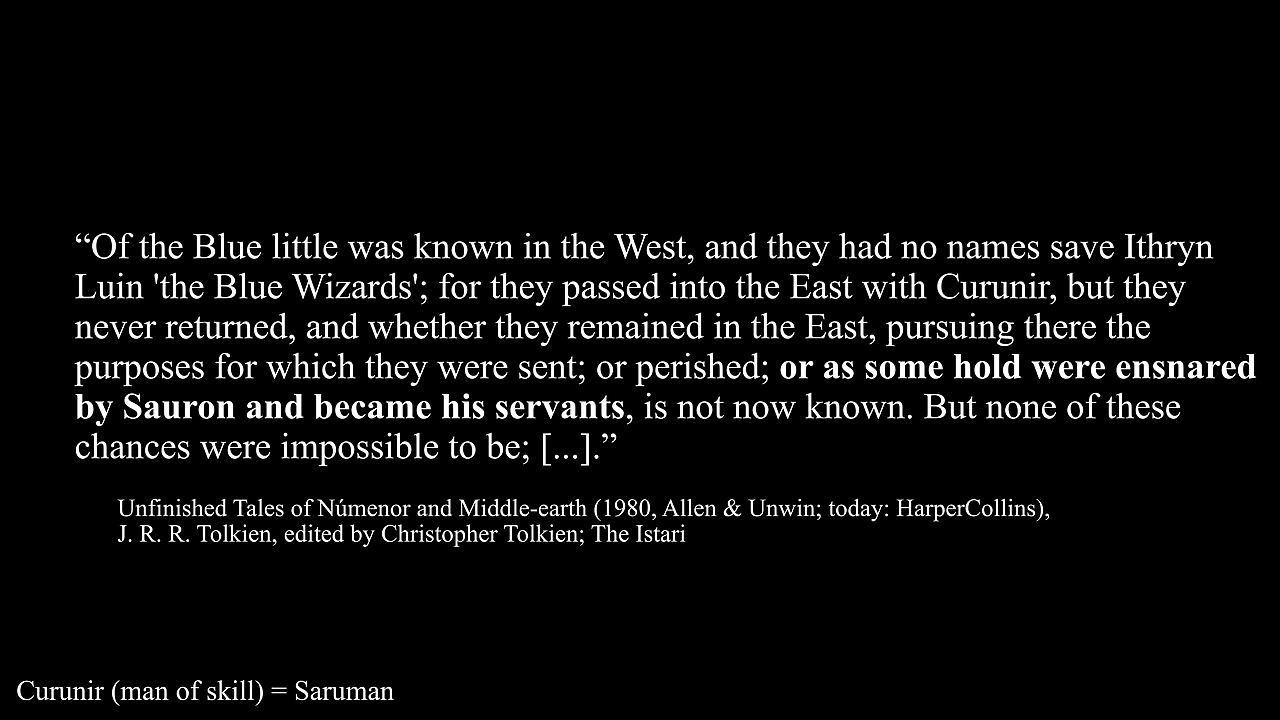 “Of the Blue little was known in the West, and they had no names save Ithryn
Luin 'the Blue Wizards'; for they passed into the East with Curunir, but they
never returned, and whether they remained in the East, pursuing there the
purposes for which they were sent; or perished; or as some hold were ensnared
by Sauron and became his servants, is not now known. But none of these
chances were impossible to be; [...].”
Unfinished Tales of Númenor and Middle-earth (1980, Allen & Unwin; today: HarperCollins),
J. R. R. Tolkien, edited by Christopher Tolkien; The Istari
Curunir (man of skill) = Saruman